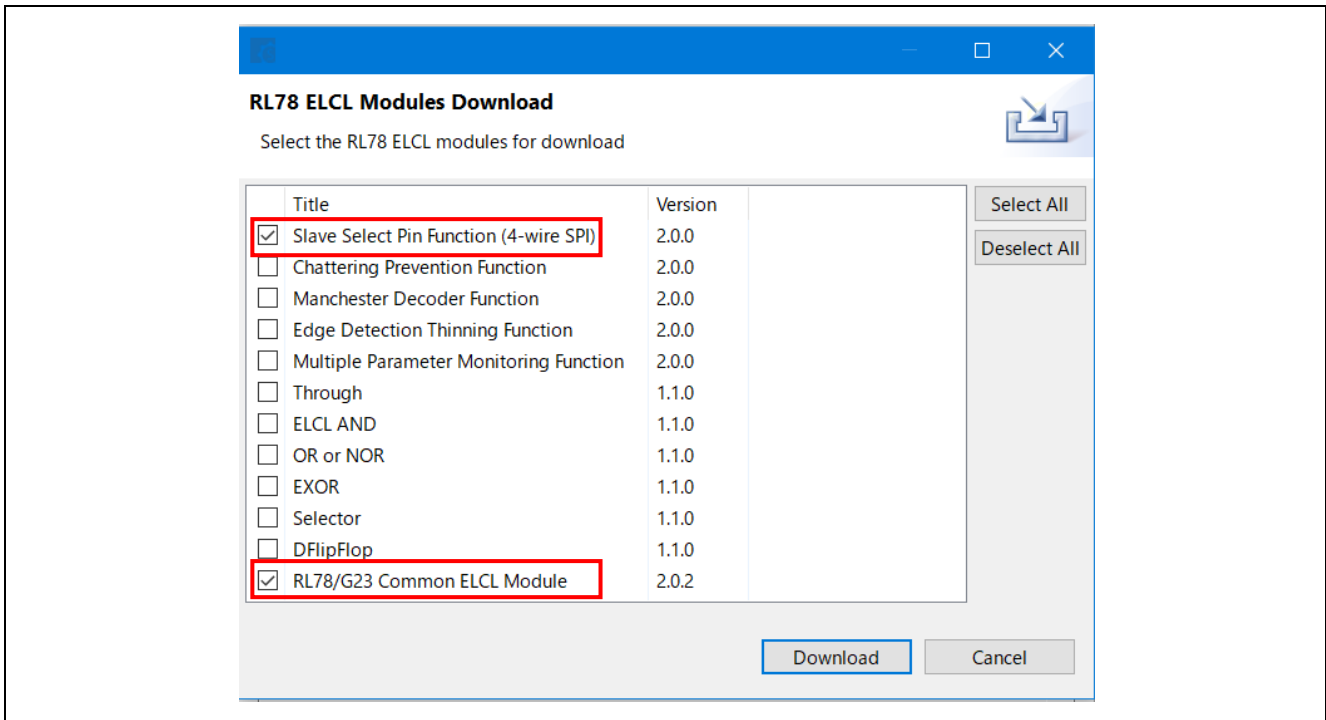 RL78 ELCL Modules Download
Select the RL78 ELCL modules for download
Title Version
Slave Select Pin Function (4-wire SPI) 2.0.0
Chattering Prevention Function 2.0.0
Manchester Decoder Function 2.0.0
Edge Detection Thinning Function 2.0.0
Multiple Parameter Monitoring Function 2.0.0
Through 1.1.0
ELCL AND 1.1.0
OR or NOR 1.1.0
EXOR 1.1.0
Selector 1.1.0
DFlipFlop 1.1.0
RL78/G23 Common ELCL Module 2.0.2
Select All
Deselect All
Download Cancel